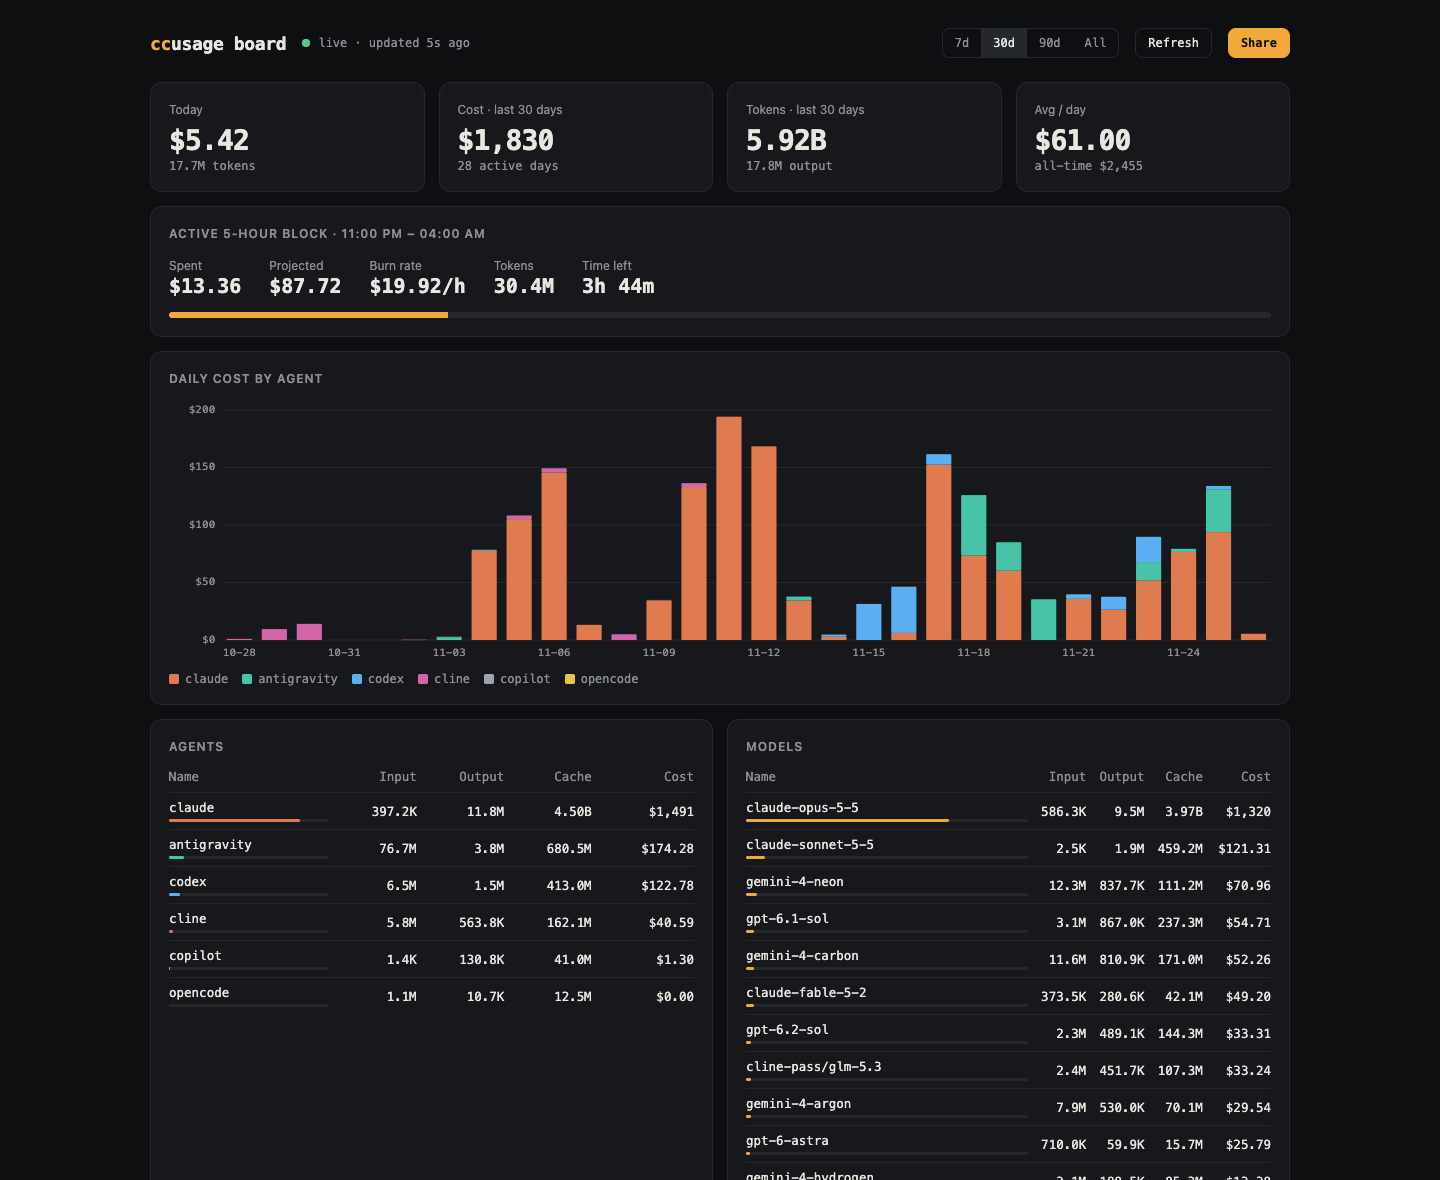 ccusage board live · updated 5s ago 7d 30d 90d All Refresh Share
Today
$5.42
17.7M tokens
Cost · last 30 days
$1,830
28 active days
Tokens · last 30 days
5.92B
17.8M output
Avg / day
$61.00
all-time $2,455
ACTIVE 5-HOUR BLOCK · 11:00 PM – 04:00 AM
Spent Projected Burn rate Tokens Time left
$13.36 $87.72 $19.92/h 30.4M 3h 44m
DAILY COST BY AGENT
$200
$150
$100
$50
$0
10-28 10-31 11-03 11-06 11-09 11-12 11-15 11-18 11-21 11-24
claude antigravity codex cline copilot opencode
AGENTS
Name Input Output Cache Cost
claude 397.2K 11.8M 4.50B $1,491
antigravity 76.7M 3.8M 680.5M $174.28
codex 6.5M 1.5M 413.0M $122.78
cline 5.8M 563.8K 162.1M $40.59
copilot 1.4K 130.8K 41.0M $1.30
opencode 1.1M 10.7K 12.5M $0.00
MODELS
Name Input Output Cache Cost
claude-opus-5-5 586.3K 9.5M 3.97B $1,320
claude-sonnet-5-5 2.5K 1.9M 459.2M $121.31
gemini-4-neon 12.3M 837.7K 111.2M $70.96
gpt-6.1-sol 3.1M 867.0K 237.3M $54.71
gemini-4-carbon 11.6M 810.9K 171.0M $52.26
claude-fable-5-2 373.5K 280.6K 42.1M $49.20
gpt-6.2-sol 2.3M 489.1K 144.3M $33.31
cline-pass/glm-5.3 2.4M 451.7K 107.3M $33.24
gemini-4-argon 7.9M 530.0K 70.1M $29.54
gpt-6-astra 710.0K 59.9K 15.7M $25.79
gemini-4-hydrogen